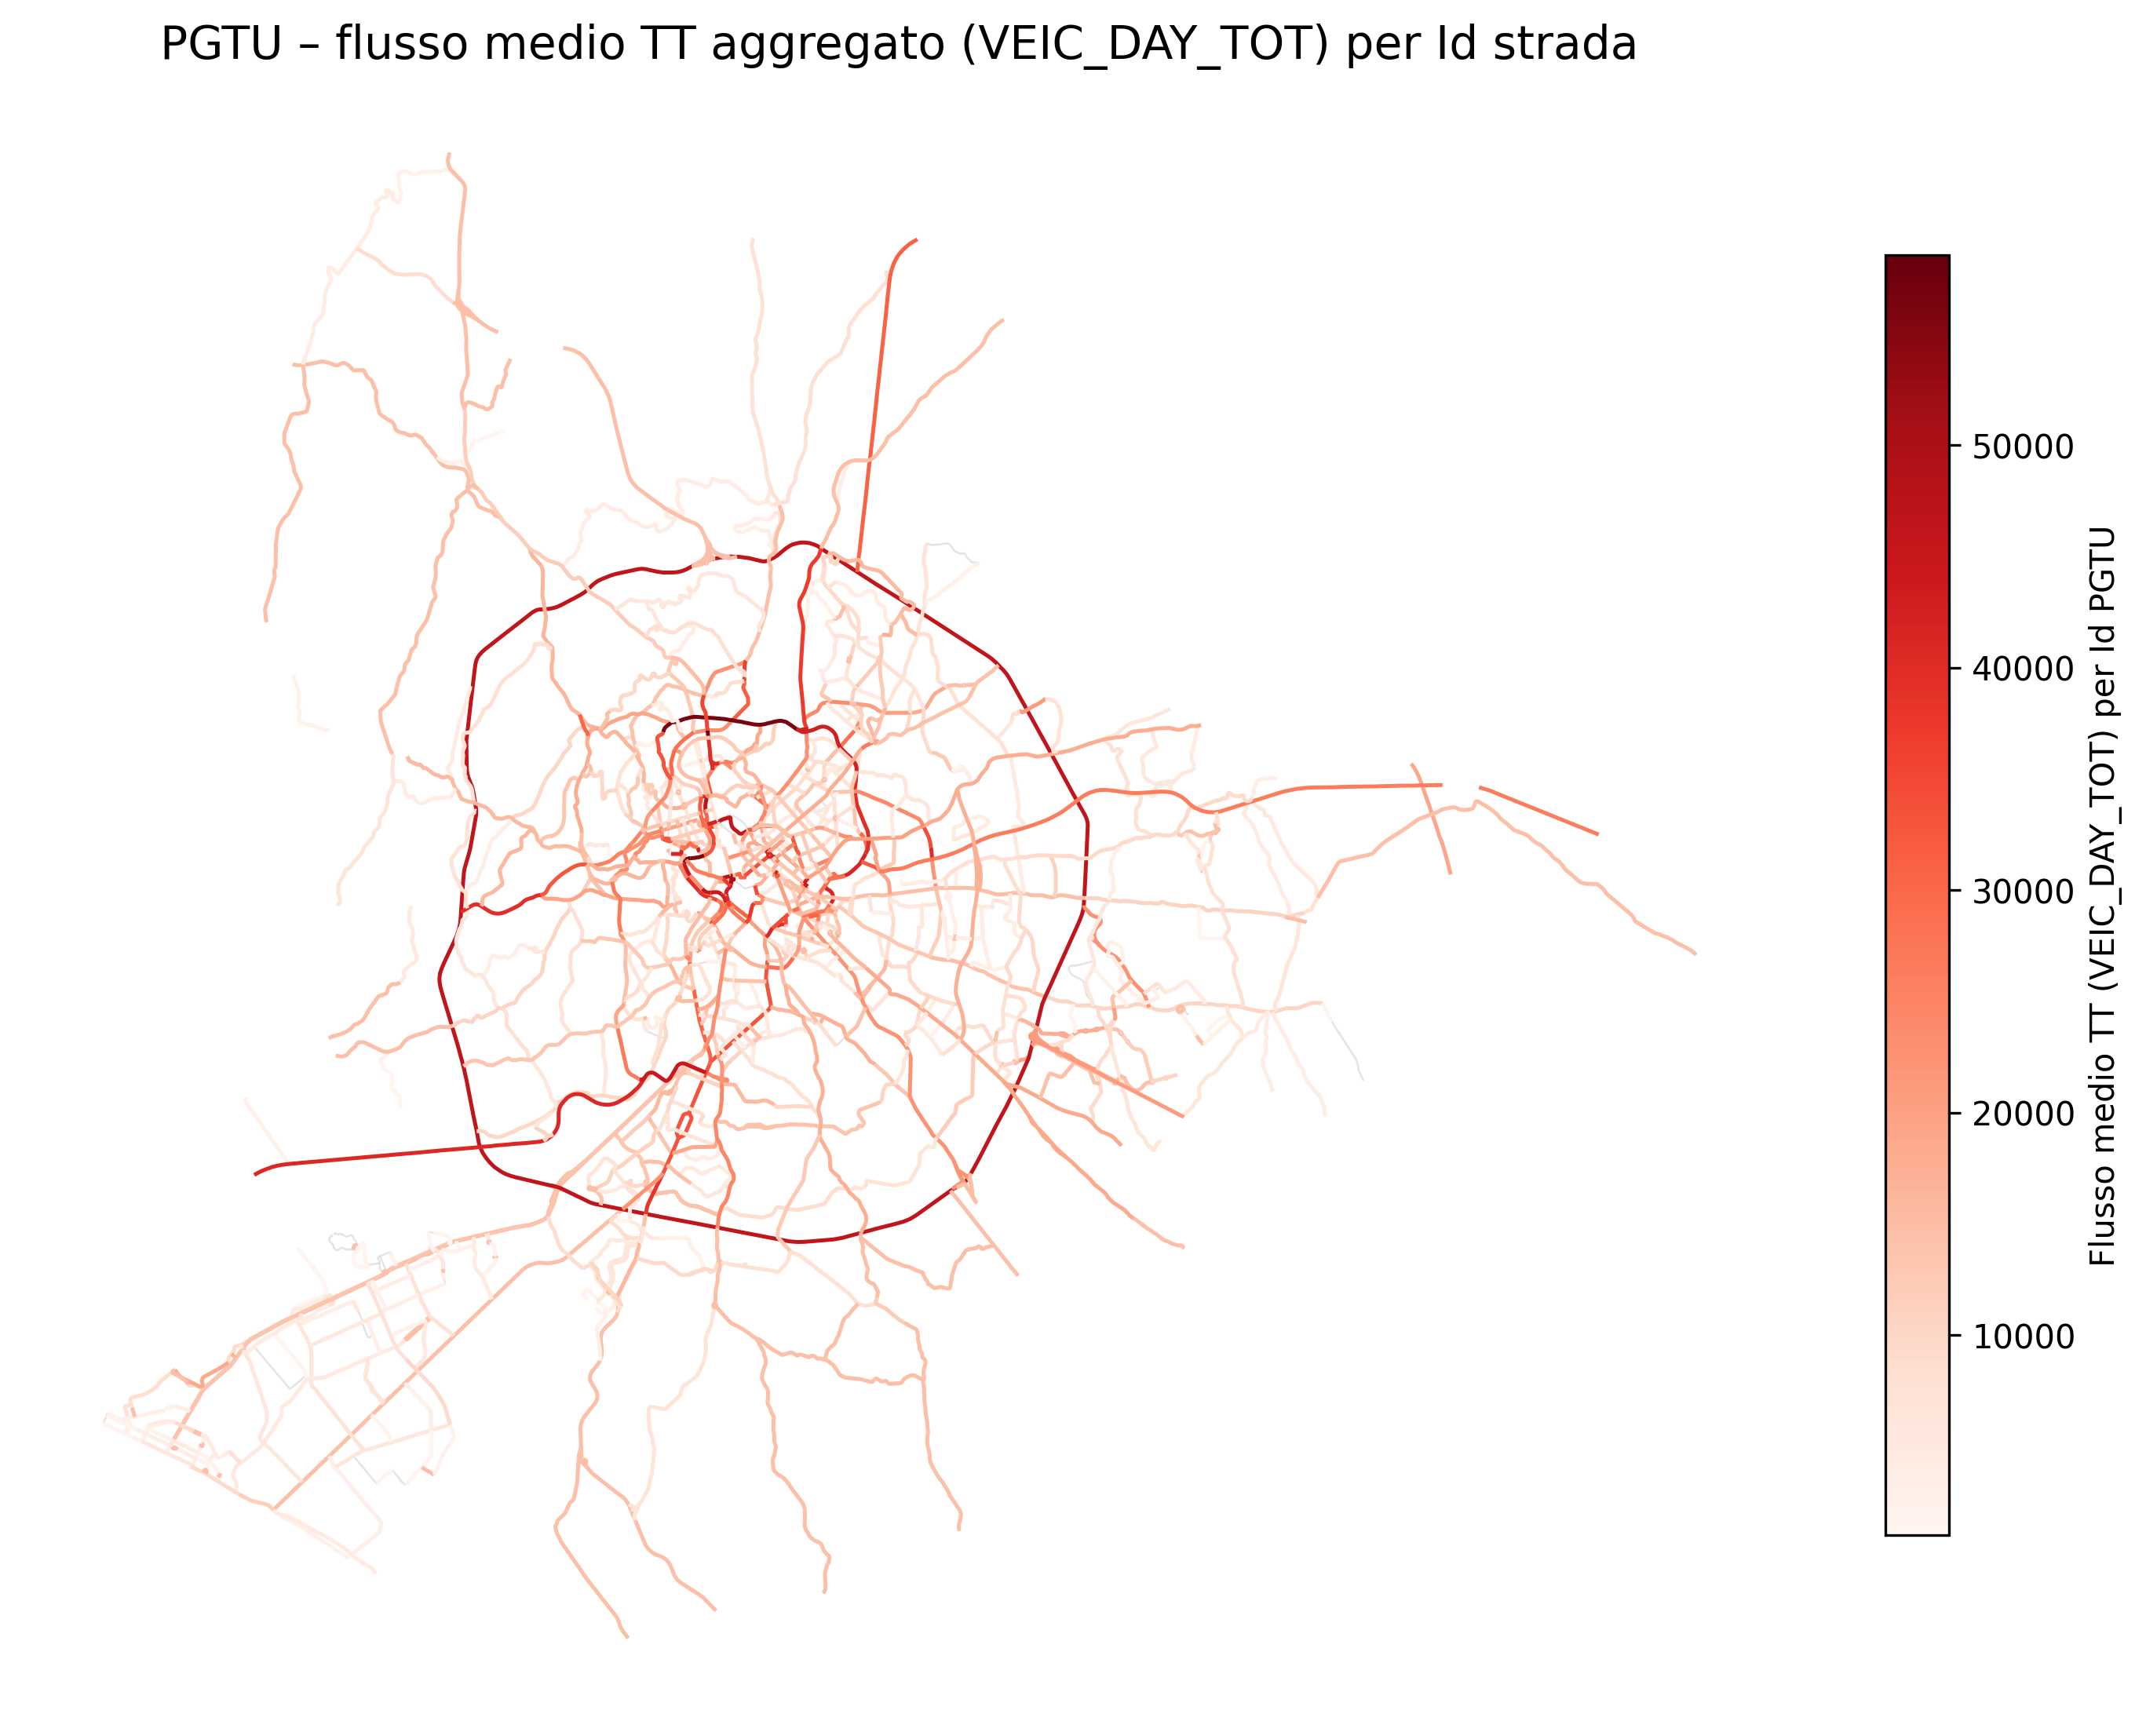 PGTU – flusso medio TT aggregato (VEIC_DAY_TOT) per Id strada
50000
40000
30000
20000
10000
Flusso medio TT (VEIC_DAY_TOT) per Id PGTU